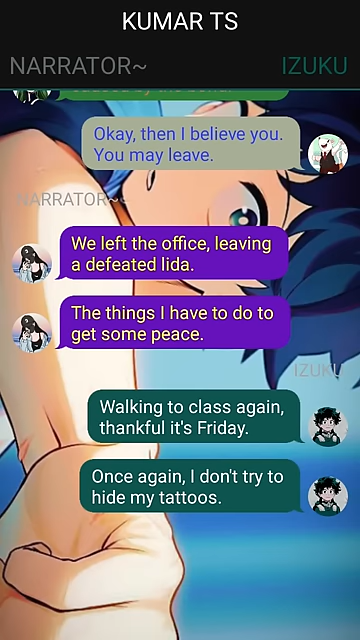 KUMAR TS
NARRATOR~
IZUKU
Okay, then I believe you.
You may leave.
NARRATOR~
We left the office, leaving
a defeated Iida.
The things I have to do to
get some peace.
IZUKU
Walking to class again,
thankful it's Friday.
Once again, I don't try to
hide my tattoos.